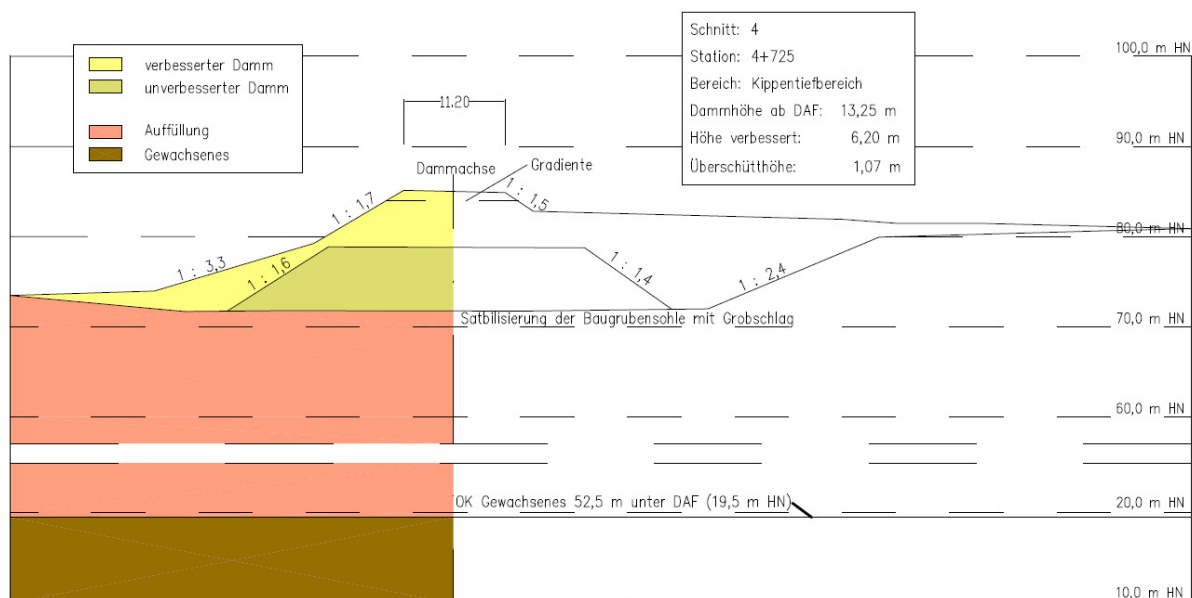 verbesserter Damm
unverbesserter Damm
Auffüllung
Gewachsenes
Schnitt: 4
Station: 4+725
Bereich: Kippentiefbereich
Dammhöhe ab DAF: 13,25 m
Höhe verbessert: 6,20 m
Überschütthöhe: 1,07 m
100,0 m HN
90,0 m HN
11.20
Dammachse
Gradiente
1 : 1,7
1 : 1,5
80,0 m HN
1 : 3,3
1 : 1,6
1 : 1,4
1 : 2,4
Satbilisierung der Baugrubensohle mit Grobschlag
70,0 m HN
60,0 m HN
OK Gewachsenes 52,5 m unter DAF (19,5 m HN)
20,0 m HN
10,0 m HN